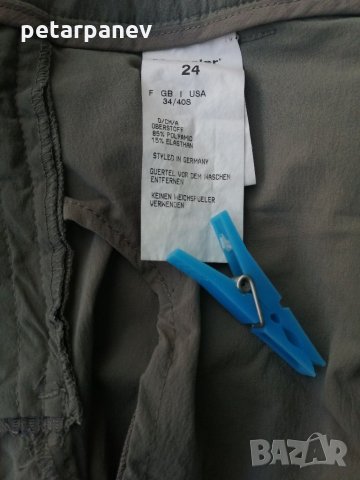 petarpanev
24
F GB I USA
34/40S
D/CH/A
OBERSTOFF
85% POLYAMID
15% ELASTHAN
STYLED IN GERMANY
GUERTEL VOR DEM WASCHEN
ENTFERNEN
KEINEN WEICHSPUELER
VERWENDEN
BAZAR